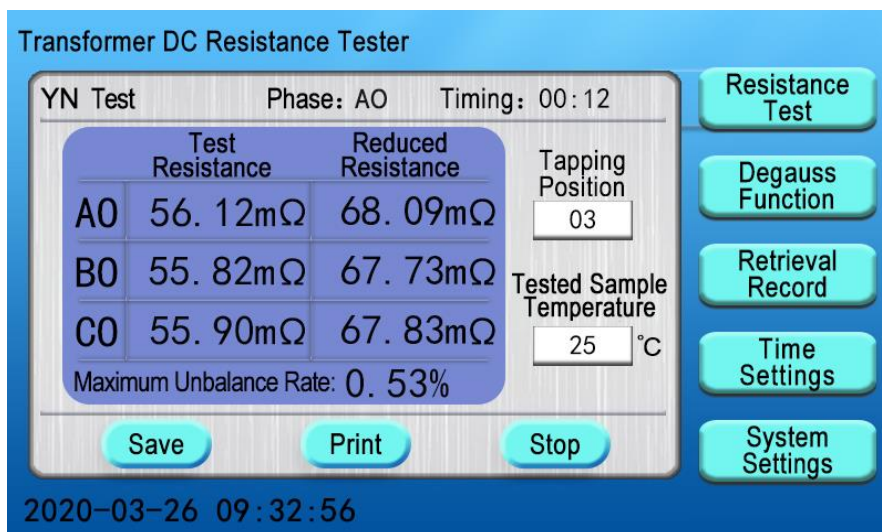 Transformer DC Resistance Tester
YN Test Phase: AO Timing: 00:12
Test Resistance Reduced Resistance
A0 56.12mΩ 68.09mΩ
B0 55.82mΩ 67.73mΩ
C0 55.90mΩ 67.83mΩ
Maximum Unbalance Rate: 0.53%
Tapping
Position
03
Tested Sample
Temperature
25 °C
Save Print Stop
Resistance
Test
Degauss
Function
Retrieval
Record
Time
Settings
System
Settings
2020-03-26 09:32:56